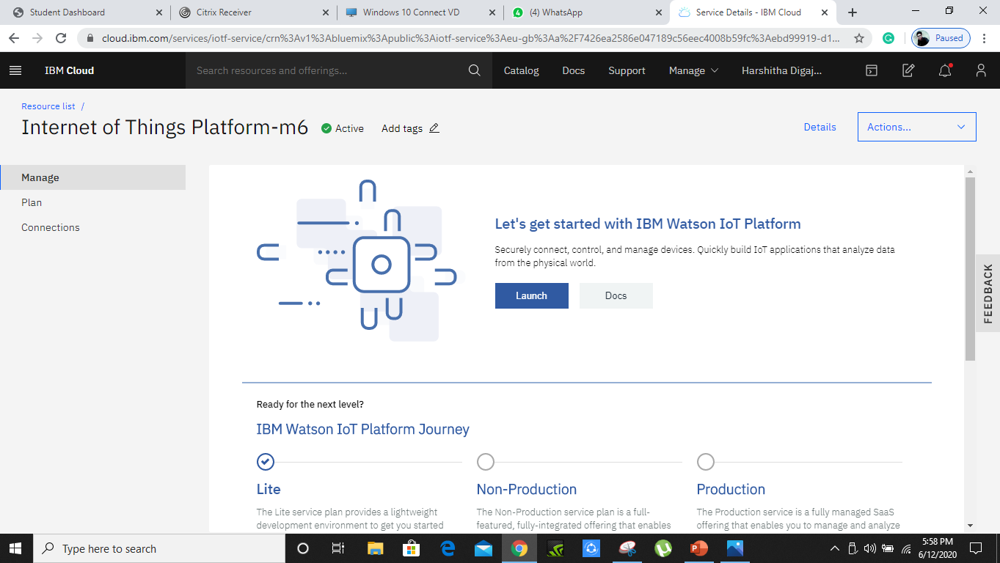 Student Dashboard
Citrix Receiver
Windows 10 Connect VD
(4) WhatsApp
Service Details - IBM Cloud
cloud.ibm.com/services/iotf-service/crn%3Av1%3Abluemix%3Apublic%3Aiotf-service%3Aeu-gb%3Aa%2F7426ea2586e047189c56eec4008b59fc%3Aebd99919-d1...
Paused
IBM Cloud
Search resources and offerings...
Catalog
Docs
Support
Manage
Harshitha Digaj...
Resource list /
Internet of Things Platform-m6
Active
Add tags
Details
Actions...
Manage
Plan
Connections
Let's get started with IBM Watson IoT Platform
Securely connect, control, and manage devices. Quickly build IoT applications that analyze data
from the physical world.
Launch
Docs
FEEDBACK
Ready for the next level?
IBM Watson IoT Platform Journey
Lite
The Lite service plan provides a lightweight
development environment to get you started
Non-Production
The Non-Production service plan is a full-
featured, fully-integrated offering that enables
Production
The Production service is a fully managed SaaS
offering that enables you to manage and analyze
Type here to search
5:58 PM
6/12/2020